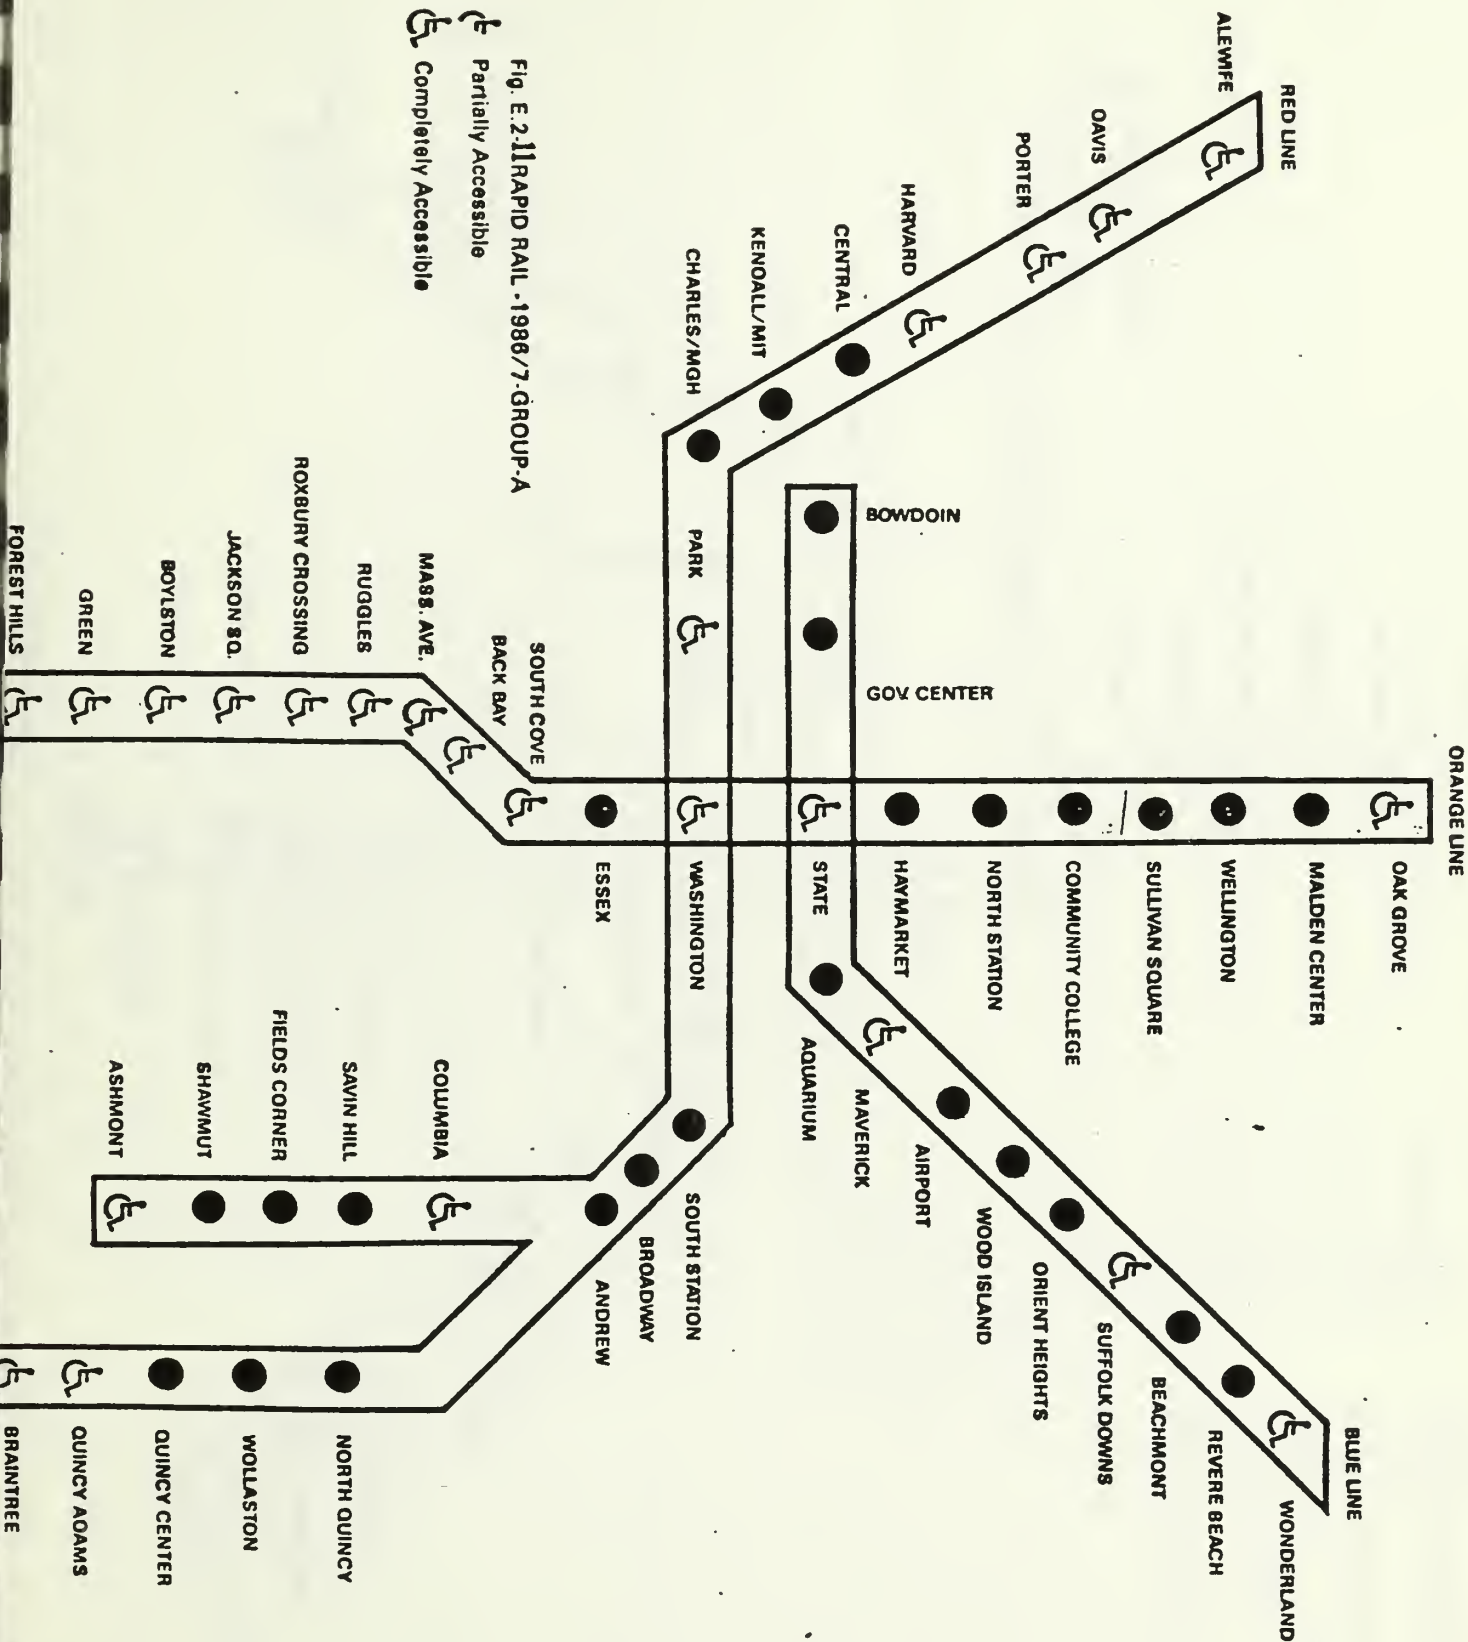 RED LINE
ALEWIFE
OAVIS
PORTER
HARVARD
CENTRAL
KENOALL/MIT
CHARLES/MGH
PARK
WASHINGTON
SOUTH STATION
BROADWAY
ANDREW
COLUMBIA
SAVIN HILL
FIELDS CORNER
SHAWMUT
ASHMONT
NORTH QUINCY
WOLLASTON
QUINCY CENTER
QUINCY AOAMS
BRAINTREE
ORANGE LINE
OAK GROVE
MALDEN CENTER
WELLINGTON
SULLIVAN SQUARE
COMMUNITY COLLEGE
NORTH STATION
HAYMARKET
STATE
ESSEX
SOUTH COVE
BACK BAY
MASS. AVE.
RUGGLES
ROXBURY CROSSING
JACKSON SQ.
BOYLSTON
GREEN
FOREST HILLS
BLUE LINE
BOWDOIN
GOV. CENTER
AQUARIUM
MAVERICK
AIRPORT
WOOD ISLAND
ORIENT HEIGHTS
SUFFOLK DOWNS
BEACHMONT
REVERE BEACH
WONDERLAND
Fig. E.2-11 RAPID RAIL - 1986/7-GROUP-A
Partially Accessible
Completely Accessible